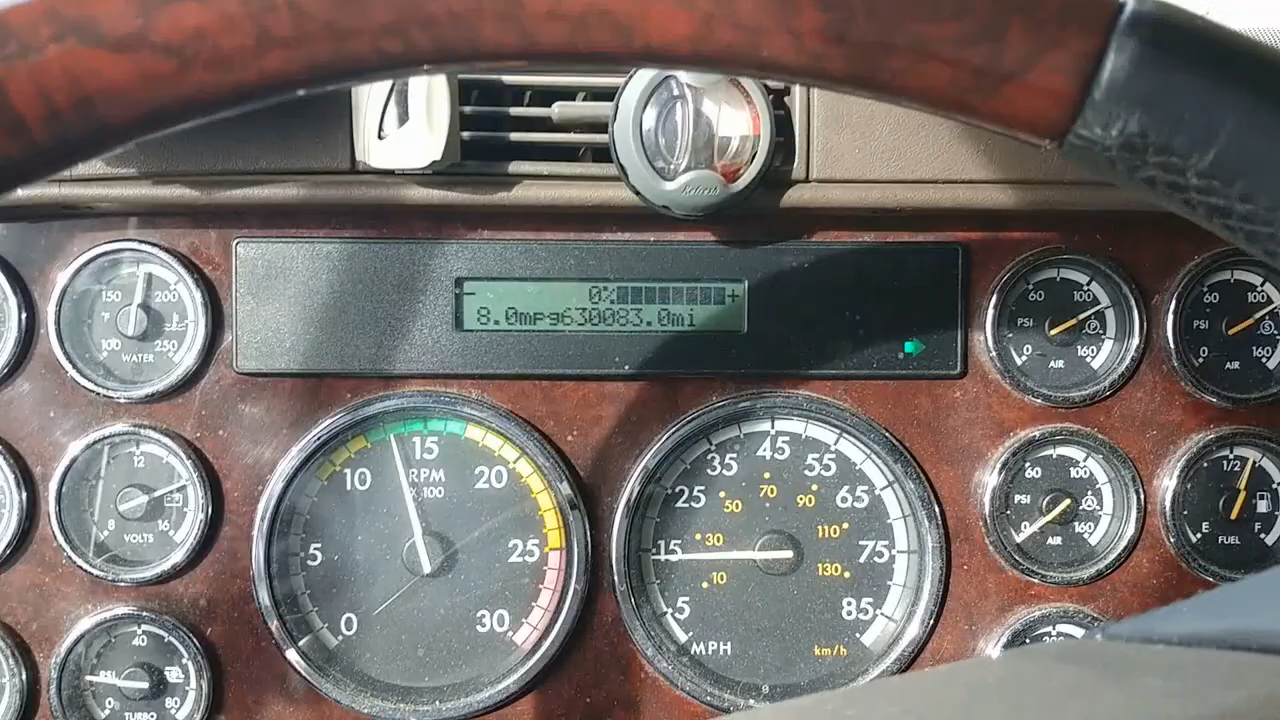 Refresh
- 0% +
8.0mpg630083.0mi
150 200
°F
100 250
WATER
12
8 16
VOLTS
40
PSI
0 80
TURBO
0 5 10 15 20 25 30
RPM
X 100
5 15 25 35 45 55 65 75 85
10 30 50 70 90 110 130
MPH
km/h
9
60 100
PSI P
0 160
AIR
60 100
PSI S
0 160
AIR
60 100
PSI
0 160
AIR
1/2
E F
FUEL